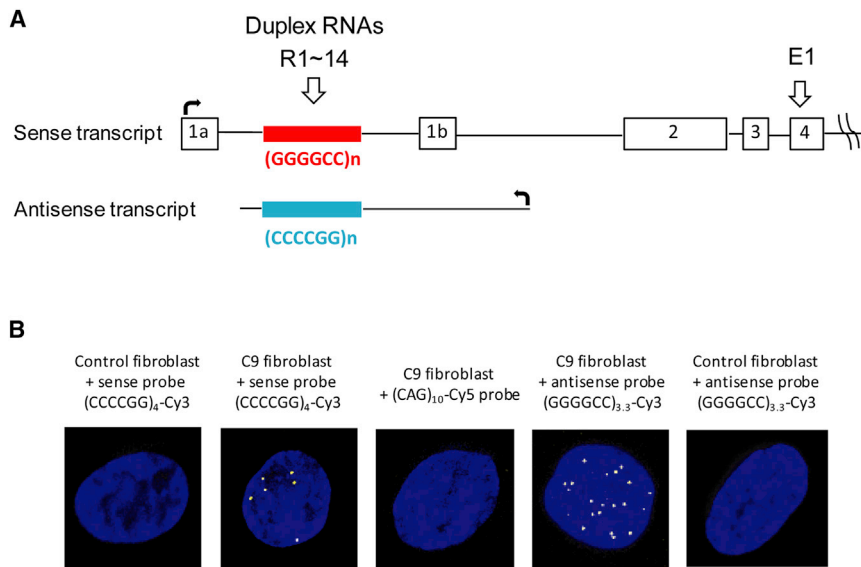 A
Duplex RNAs
R1~14
E1
Sense transcript
1a
1b
2
3
4
(GGGGCC)n
Antisense transcript
(CCCCGG)n
B
Control fibroblast
+ sense probe
(CCCCGG)4-Cy3
C9 fibroblast
+ sense probe
(CCCCGG)4-Cy3
C9 fibroblast
+ (CAG)10-Cy5 probe
C9 fibroblast
+ antisense probe
(GGGGCC)3.3-Cy3
Control fibroblast
+ antisense probe
(GGGGCC)3.3-Cy3